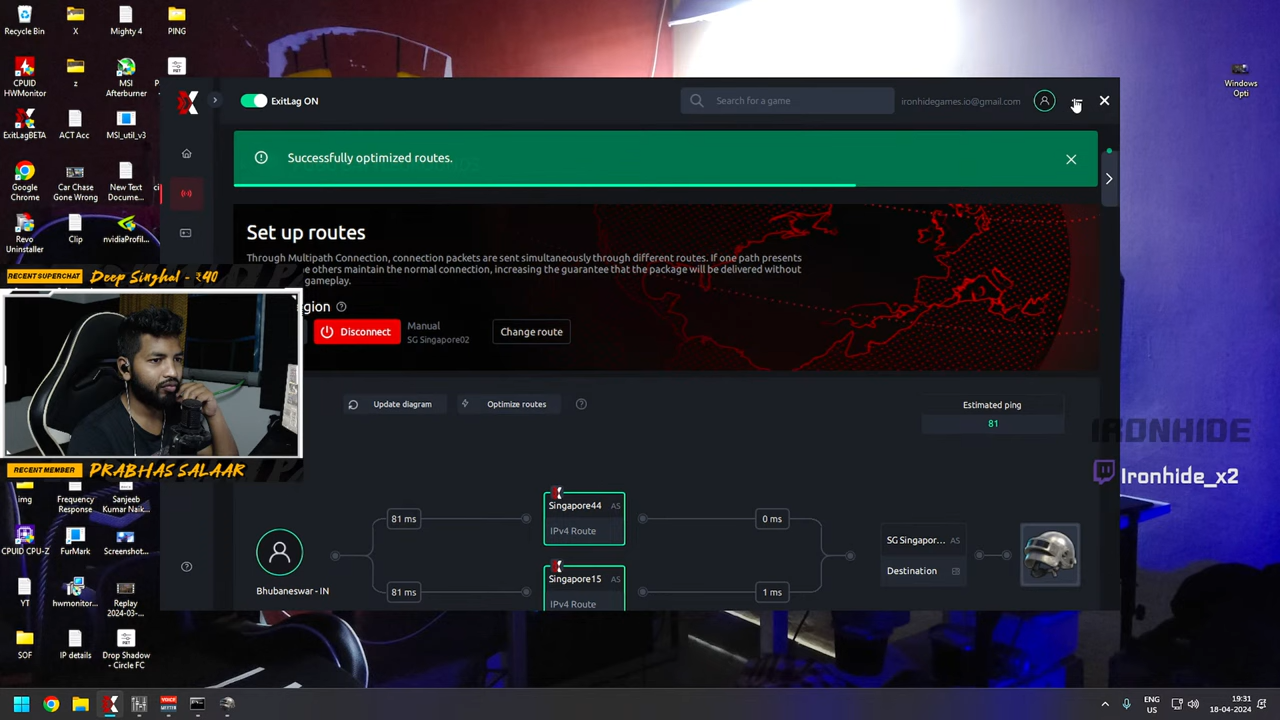 Recycle Bin
X
Mighty 4
PING
CPUID
HWMonitor
z
MSI
Afterburner
ExitLagBETA
ACT Acc
MSI_util_v3
Google
Chrome
Car Chase
Gone Wrong
New Text
Docume...
Revo
Uninstaller
Clip
nvidiaProfil...
Windows
Opti
ExitLag ON
Search for a game
ironhidegames.io@gmail.com
Successfully optimized routes.
Set up routes
Through Multipath Connection, connection packets are sent simultaneously through different routes. If one path presents
the others maintain the normal connection, increasing the guarantee that the package will be delivered without
gameplay.
gion
Disconnect
Manual
SG Singapore02
Change route
Update diagram
Optimize routes
Estimated ping
81
RECENT SUPERCHAT
Deep Singhal - ₹40
RECENT MEMBER
PRABHAS SALAAR
IRONHIDE
Ironhide_x2
81 ms
Singapore44 AS
IPv4 Route
0 ms
SG Singapor... AS
Destination
81 ms
Singapore15 AS
IPv4 Route
1 ms
Bhubaneswar - IN
img
Frequency
Response
Sanjeeb
Kumar Naik...
CPUID CPU-Z
FurMark
Screenshot...
YT
hwmonitor...
Replay
2024-03-...
SOF
IP details
Drop Shadow
- Circle FC
ENG
US
19:31
18-04-2024